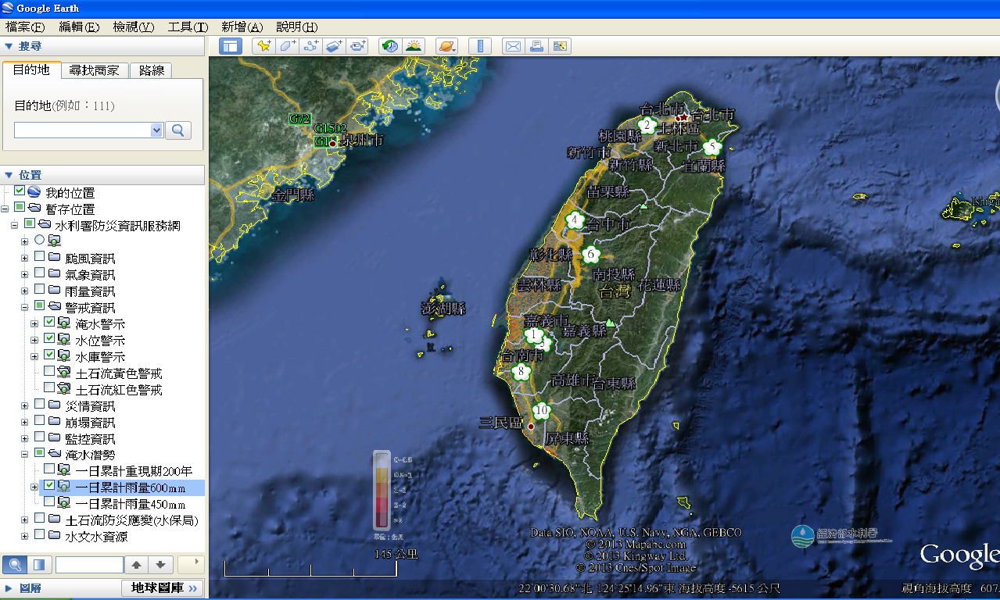 Google Earth
檔案(F) 編輯(E) 檢視(V) 工具(T) 新增(A) 說明(H)
搜尋
目的地 尋找商家 路線
目的地(例如：111)
位置
我的位置
暫存位置
水利署防災資訊服務網
颱風資訊
氣象資訊
雨量資訊
警戒資訊
淹水警示
水位警示
水庫警示
土石流黃色警戒
土石流紅色警戒
災情資訊
崩塌資訊
監控資訊
淹水潛勢
一日累計重現期200年
一日累計雨量600mm
一日累計雨量450mm
土石流防災應變(水保局)
水文水資源
圖層
地球圖庫 >>
G72
G1502
泉州市
金門縣
台北市
台北市
2
士林區
桃園縣
新北市
5
新竹市
新竹縣
宜蘭縣
苗栗縣
4
台中市
彰化縣
6
南投縣
雲林縣
台灣
花蓮縣
澎湖縣
嘉義市
嘉義縣
1
3
台南市
8
高雄市
台東縣
10
三民區
屏東縣
145 公里
Data SIO, NOAA, U.S. Navy, NGA, GEBCO
© 2013 Mapabc.com
© 2013 Kingway Ltd.
© 2013 Cnes/Spot Image
經濟部水利署
Google
22°00'30.68"北 124°25'14.96"東 海拔高度 -5615 公尺
視角海拔高度 607